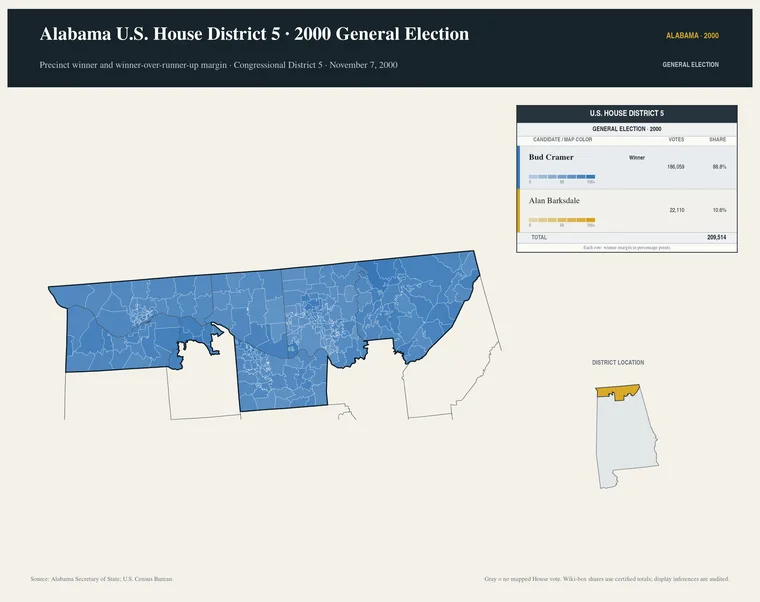 Alabama U.S. House District 5 · 2000 General Election
ALABAMA · 2000
Precinct winner and winner-over-runner-up margin · Congressional District 5 · November 7, 2000
GENERAL ELECTION
U.S. HOUSE DISTRICT 5
GENERAL ELECTION · 2000
CANDIDATE / MAP COLOR VOTES SHARE
Bud Cramer Winner
186,059 88.8%
0 50 100+
Alan Barksdale
22,110 10.6%
0 50 100+
TOTAL 209,514
Each row: winner margin in percentage points
DISTRICT LOCATION
Source: Alabama Secretary of State; U.S. Census Bureau
Gray = no mapped House vote. Wiki-box shares use certified totals; display inferences are audited.